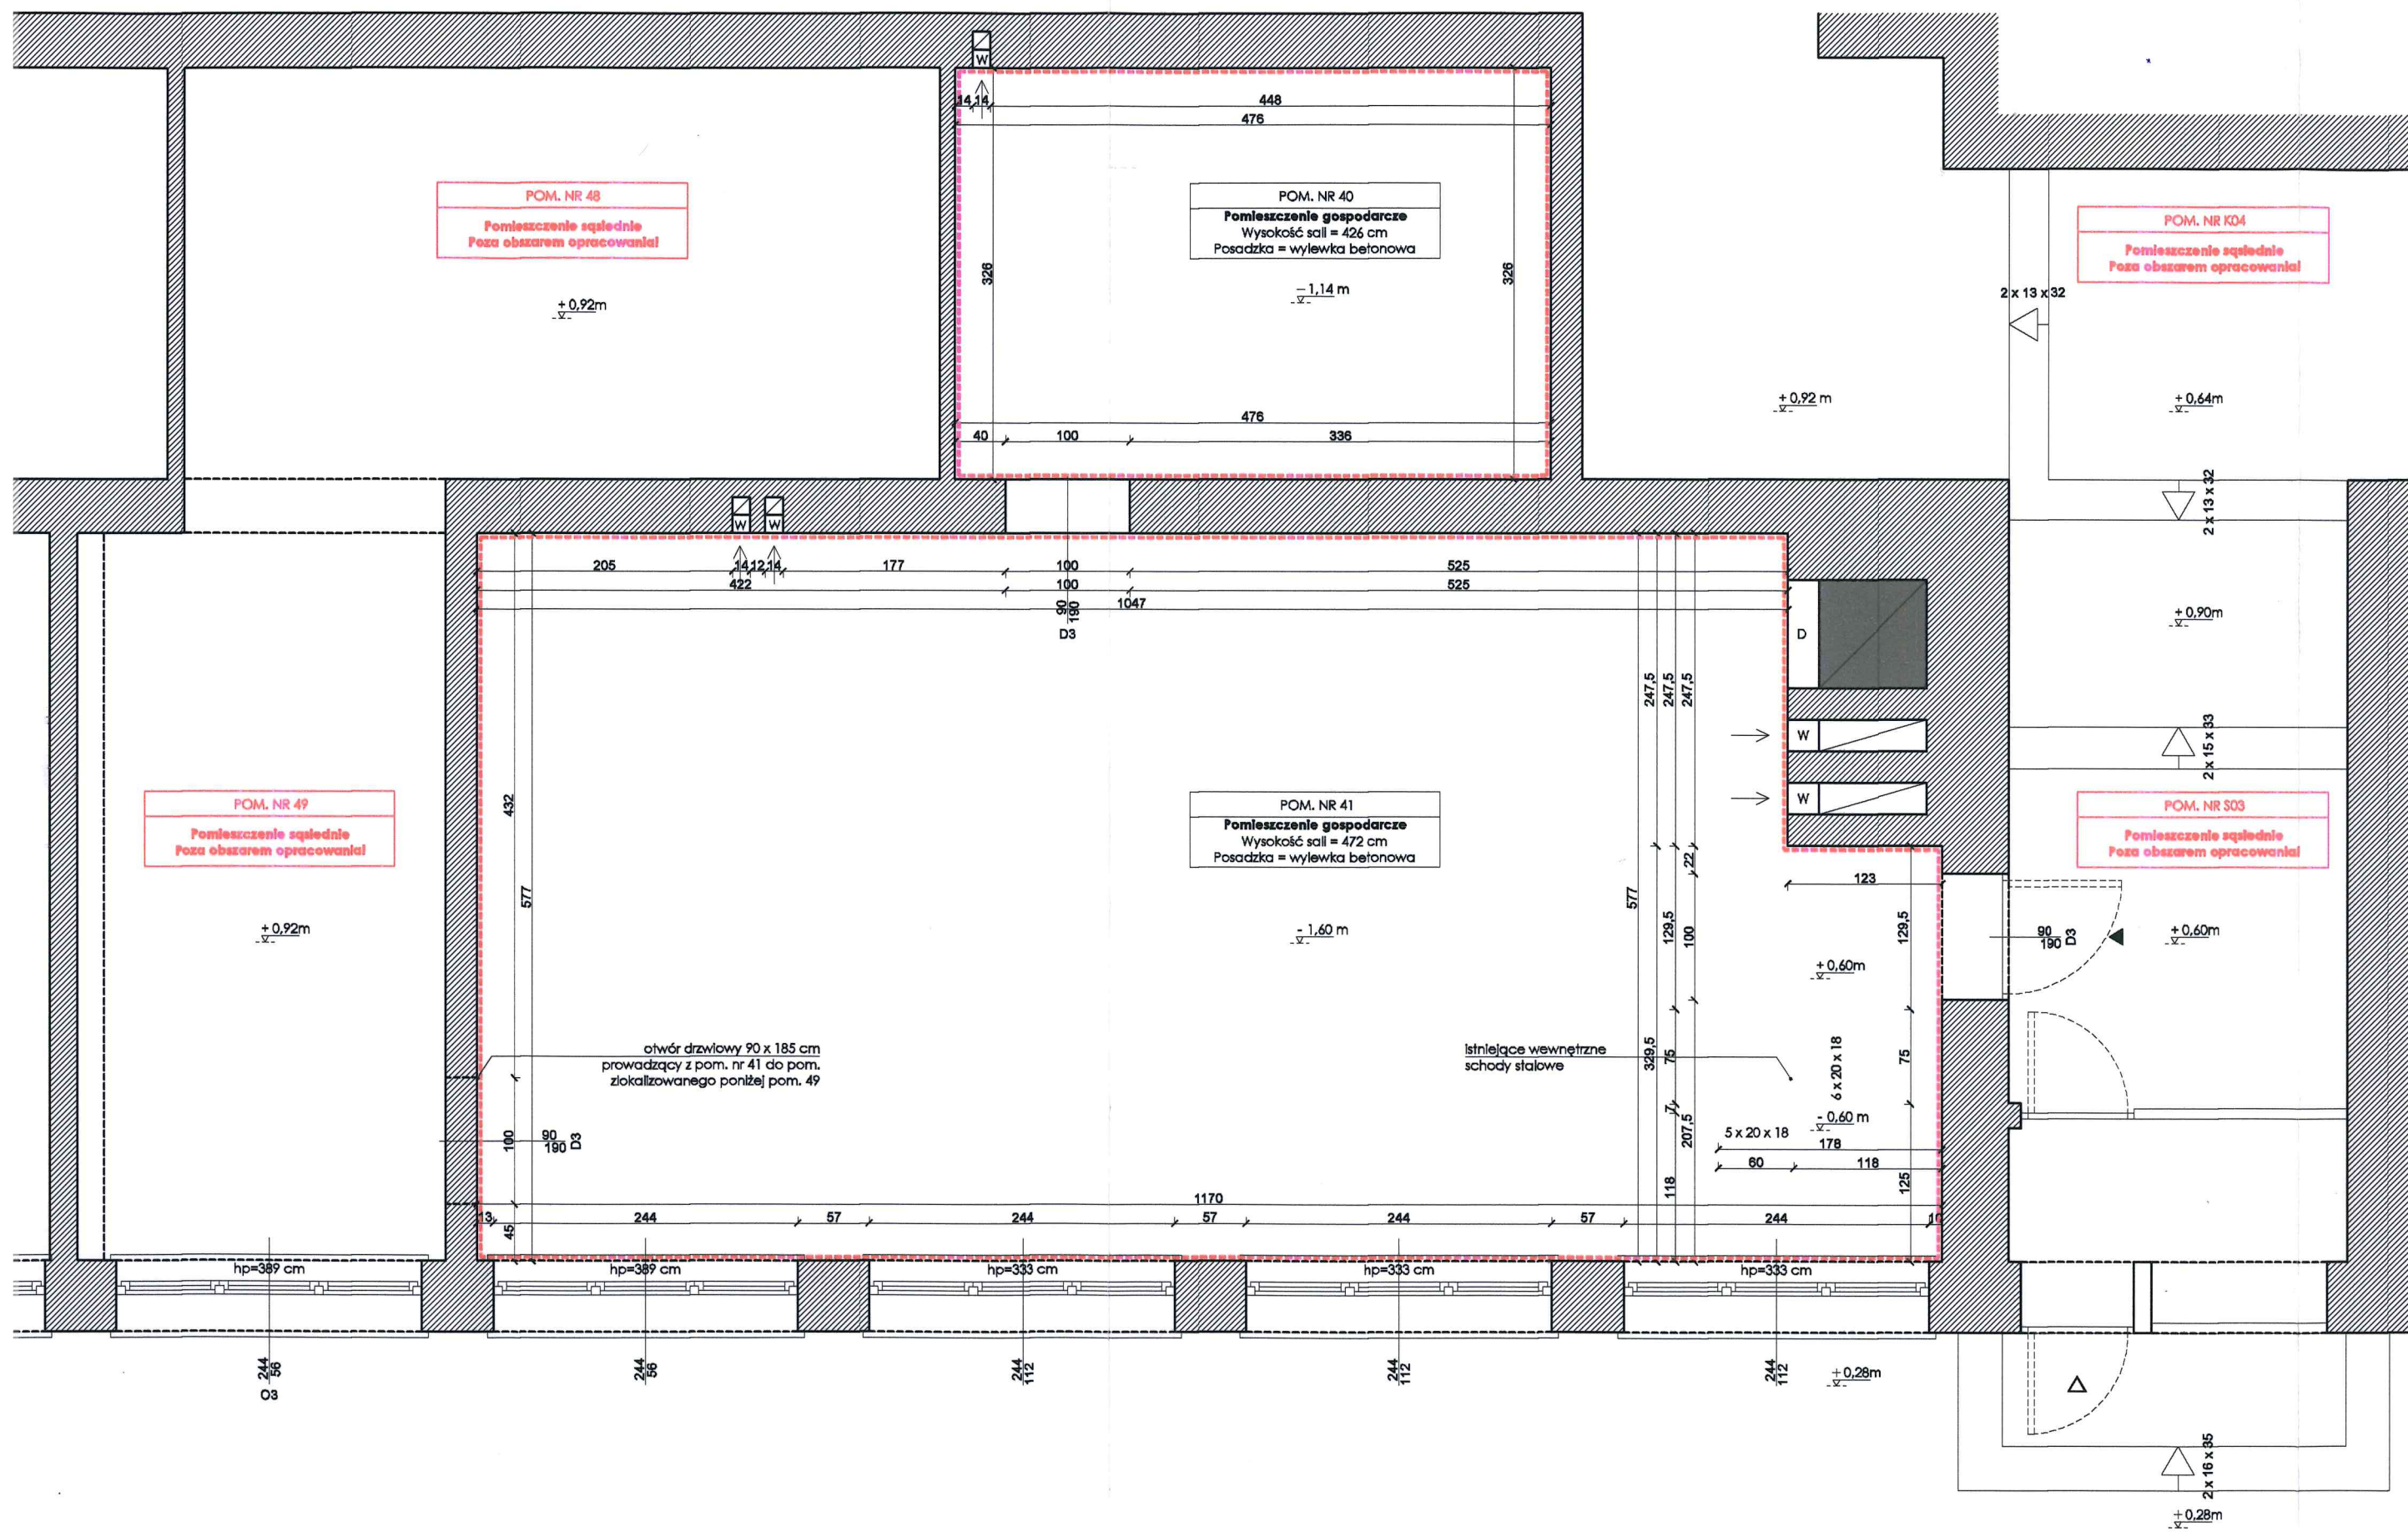 W
14 14 448
476
POM. NR 48
Pomieszczenie sąsiednie
Poza obszarem opracowania!
+ 0,92m
POM. NR 40
Pomieszczenie gospodarcze
Wysokość sali = 426 cm
Posadzka = wylewka betonowa
- 1,14 m
326
326
476
40 100 336
POM. NR K04
Pomieszczenie sąsiednie
Poza obszarem opracowania!
2 x 13 x 32
+ 0,92 m
+ 0,64m
2 x 13 x 32
W W
205 14 12 14 177 100 525
422 100 525
1047
90
190
D3
D
W
W
+ 0,90m
2 x 15 x 33
247,5
247,5
247,5
POM. NR 49
Pomieszczenie sąsiednie
Poza obszarem opracowania!
+ 0,92m
432
577
POM. NR 41
Pomieszczenie gospodarcze
Wysokość sali = 472 cm
Posadzka = wylewka betonowa
- 1,60 m
POM. NR S03
Pomieszczenie sąsiednie
Poza obszarem opracowania!
577
22
129,5
100
123
129,5
90
190
D3
+ 0,60m
+ 0,60m
otwór drzwiowy 90 x 185 cm
prowadzący z pom. nr 41 do pom.
zlokalizowanego poniżej pom. 49
istniejące wewnętrzne
schody stalowe
329,5
75
7
207,5
118
6 x 20 x 18
75
- 0,60 m
5 x 20 x 18
178
60 118
125
100
90
190
D3
45
1170
13 244 57 244 57 244 57 244 10
hp=389 cm
hp=389 cm
hp=333 cm
hp=333 cm
hp=333 cm
244
56
O3
244
56
244
112
244
112
244
112
+ 0,28m
2 x 16 x 35
+ 0,28m